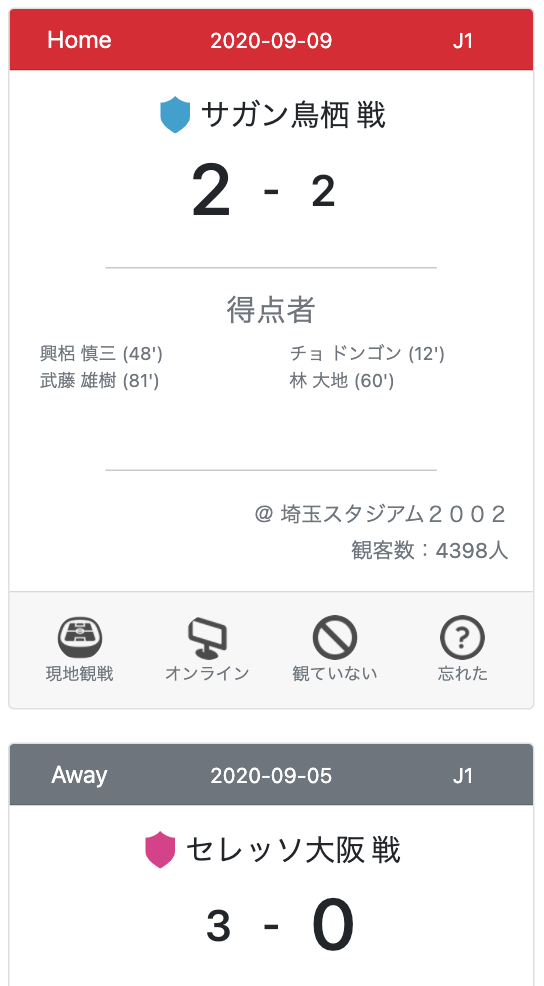 Home 2020-09-09 J1
サガン鳥栖 戦
2 - 2
得点者
興梠 慎三 (48') チョ ドンゴン (12')
武藤 雄樹 (81') 林 大地 (60')
@ 埼玉スタジアム２００２
観客数：4398人
現地観戦 オンライン 観ていない 忘れた
Away 2020-09-05 J1
セレッソ大阪 戦
3 - 0